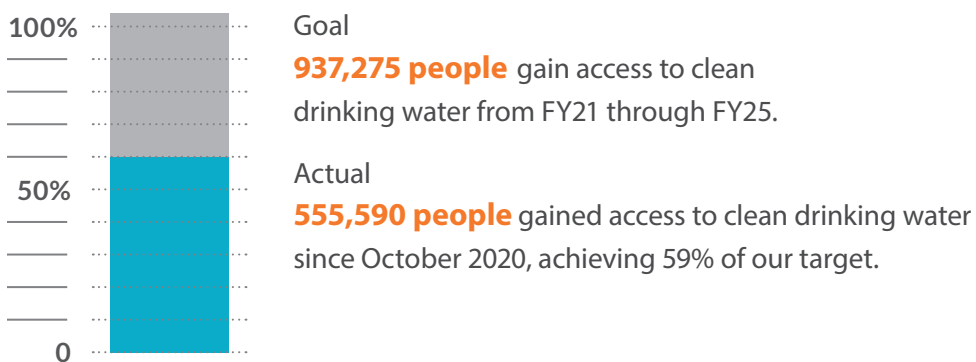 100%
50%
0
Goal
937,275 people gain access to clean
drinking water from FY21 through FY25.
Actual
555,590 people gained access to clean drinking water
since October 2020, achieving 59% of our target.